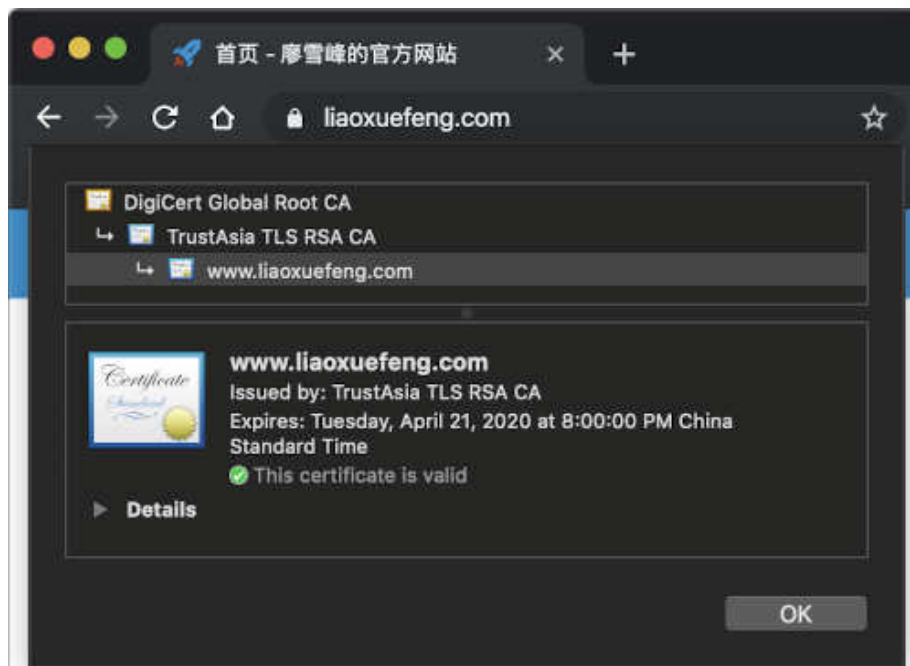 首页 - 廖雪峰的官方网站
liaoxuefeng.com
DigiCert Global Root CA
TrustAsia TLS RSA CA
www.liaoxuefeng.com
www.liaoxuefeng.com
Issued by: TrustAsia TLS RSA CA
Expires: Tuesday, April 21, 2020 at 8:00:00 PM China
Standard Time
This certificate is valid
Details
Certificate
Standard
OK